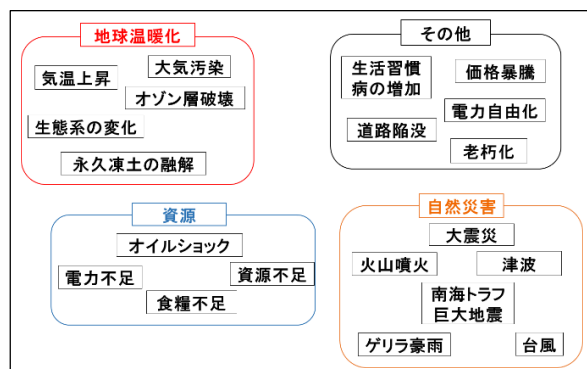 地球温暖化
気温上昇
大気汚染
オゾン層破壊
生態系の変化
永久凍土の融解
その他
生活習慣
病の増加
価格暴騰
電力自由化
道路陥没
老朽化
資源
オイルショック
電力不足
資源不足
食糧不足
自然災害
大震災
火山噴火
津波
南海トラフ
巨大地震
ゲリラ豪雨
台風